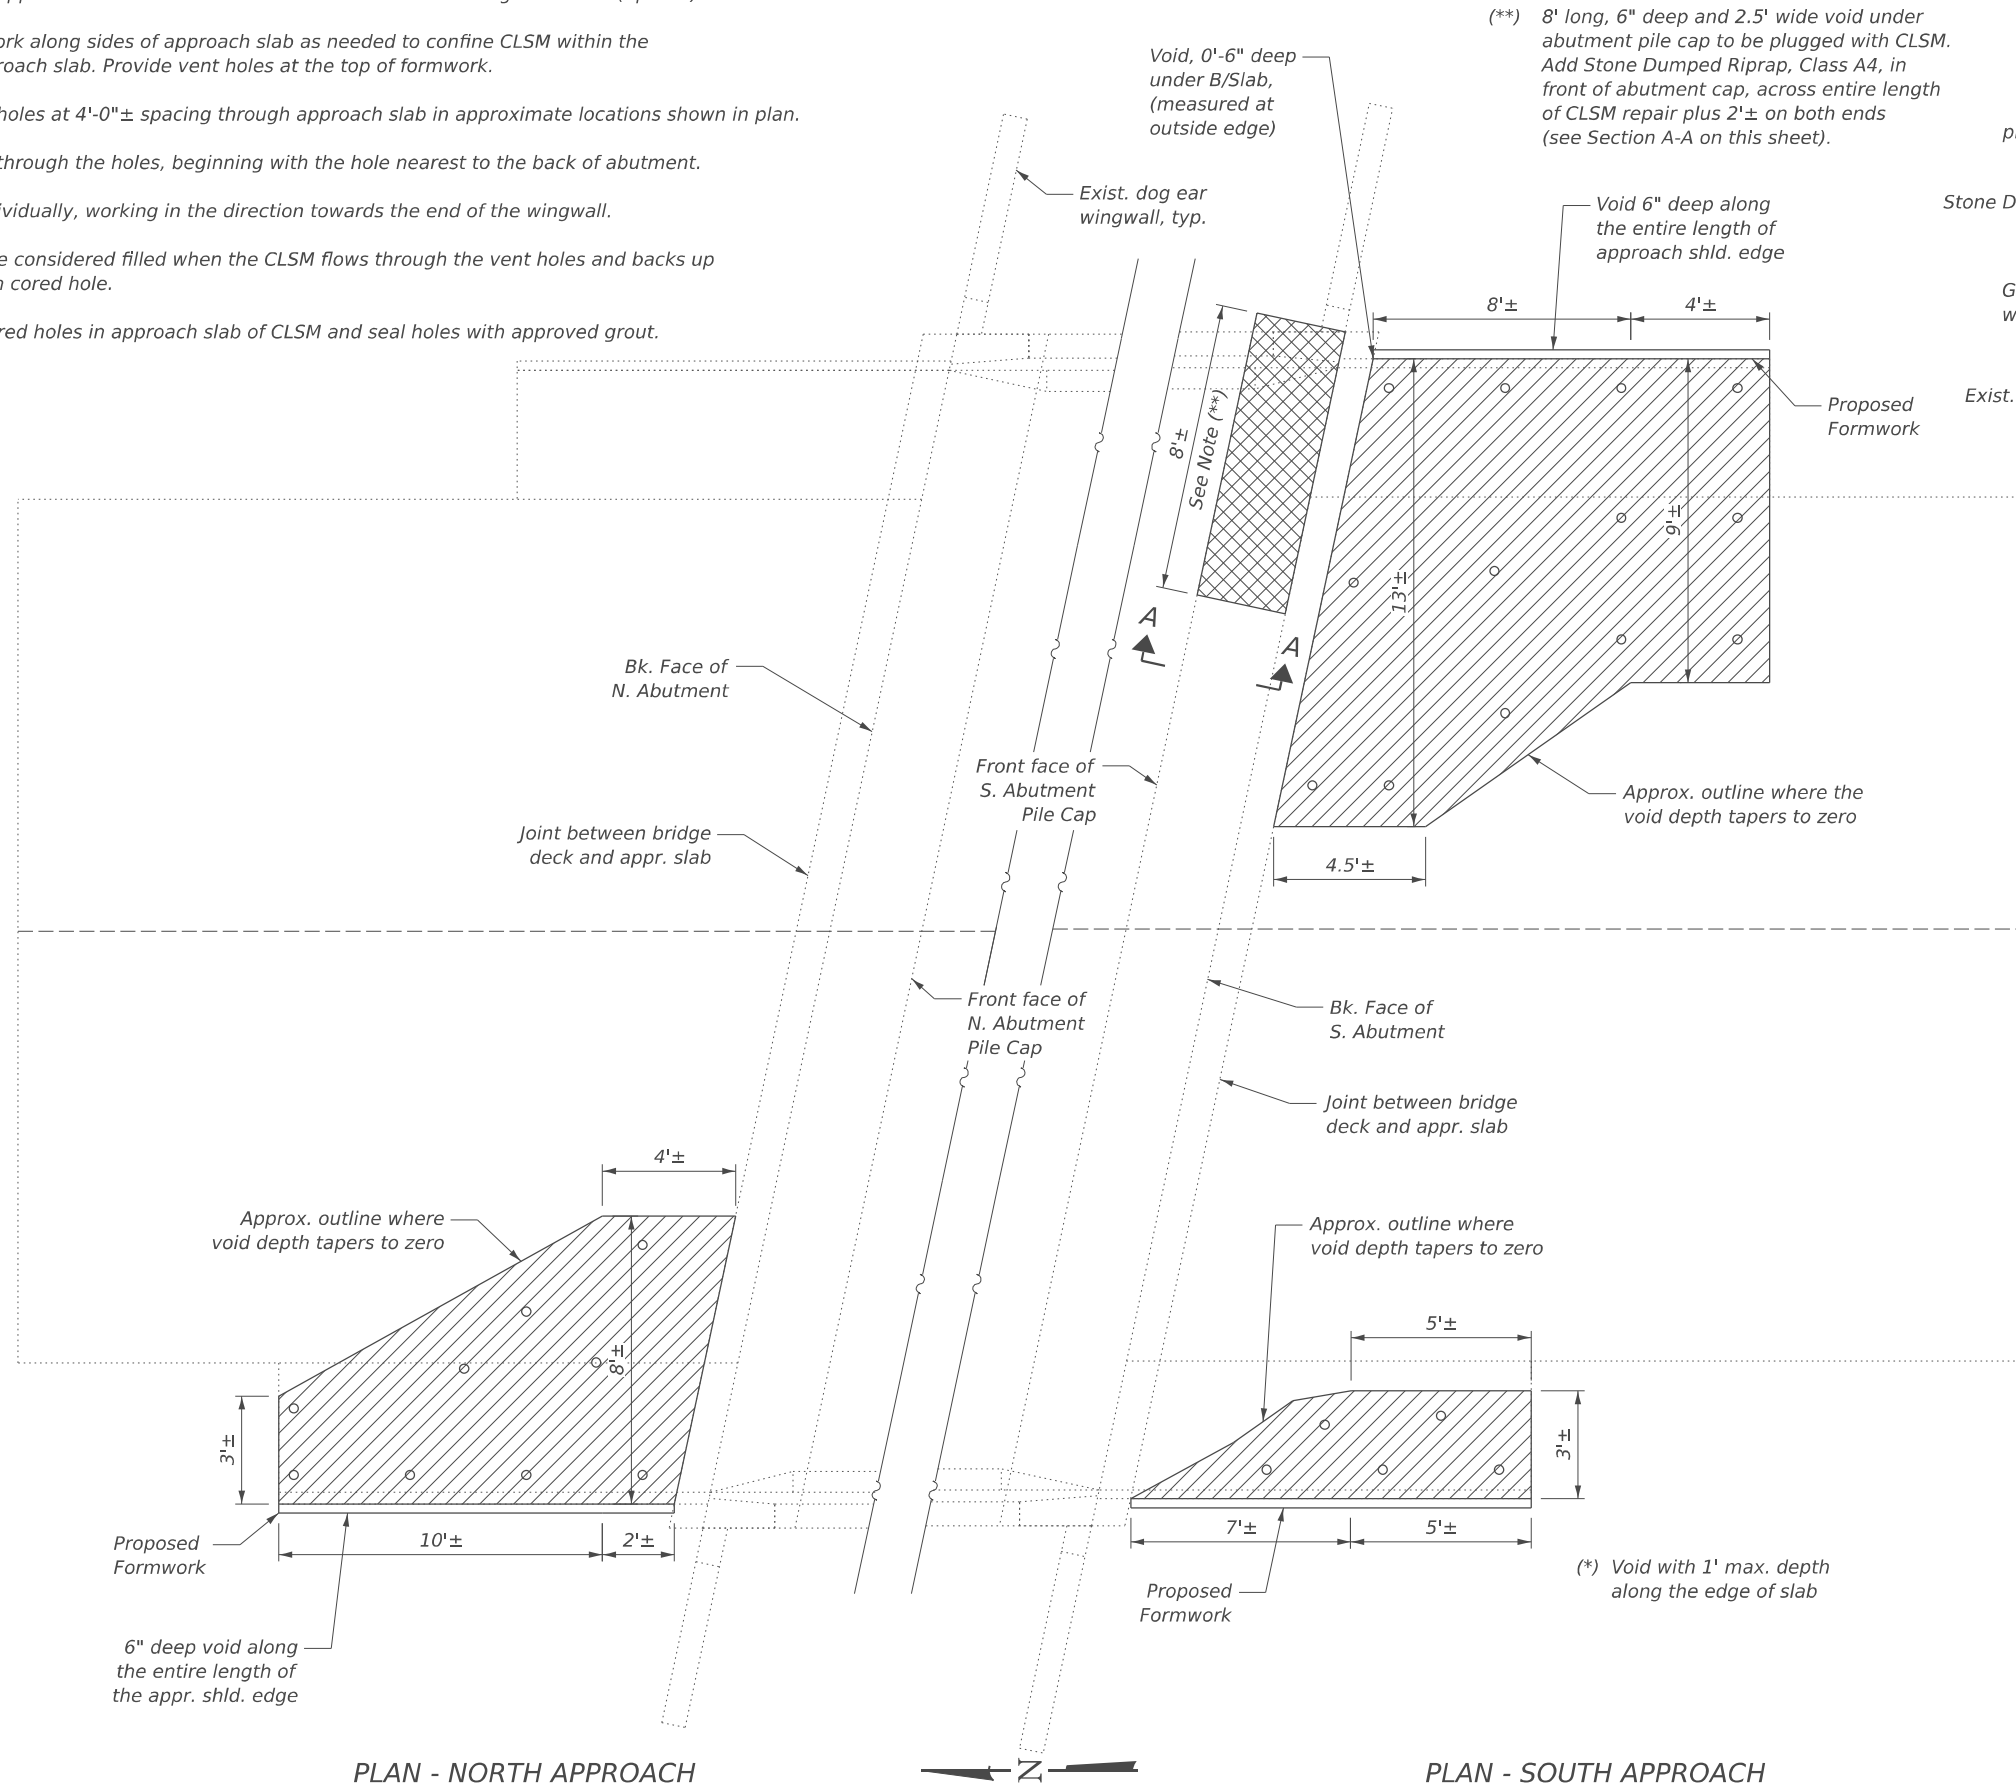 ork along sides of approach slab as needed to confine CLSM within the
roach slab. Provide vent holes at the top of formwork.
holes at 4'-0"± spacing through approach slab in approximate locations shown in plan.
through the holes, beginning with the hole nearest to the back of abutment.
ividually, working in the direction towards the end of the wingwall.
e considered filled when the CLSM flows through the vent holes and backs up
n cored hole.
red holes in approach slab of CLSM and seal holes with approved grout.
Void, 0'-6" deep
under B/Slab,
(measured at
outside edge)
(**) 8' long, 6" deep and 2.5' wide void under
abutment pile cap to be plugged with CLSM.
Add Stone Dumped Riprap, Class A4, in
front of abutment cap, across entire length
of CLSM repair plus 2'± on both ends
(see Section A-A on this sheet).
Stone D
G
w
Exist.
Exist. dog ear
wingwall, typ.
Void 6" deep along
the entire length of
approach shld. edge
8'±
4'±
8'±
See Note (**)
Proposed
Formwork
13'±
9'±
A
A
Bk. Face of
N. Abutment
Front face of
S. Abutment
Pile Cap
Approx. outline where the
void depth tapers to zero
Joint between bridge
deck and appr. slab
4.5'±
Front face of
N. Abutment
Pile Cap
Bk. Face of
S. Abutment
Joint between bridge
deck and appr. slab
4'±
Approx. outline where
void depth tapers to zero
8'±
3'±
Proposed
Formwork
10'±
2'±
6" deep void along
the entire length of
the appr. shld. edge
Approx. outline where
void depth tapers to zero
5'±
3'±
7'±
5'±
Proposed
Formwork
(*) Void with 1' max. depth
along the edge of slab
PLAN - NORTH APPROACH
N
PLAN - SOUTH APPROACH